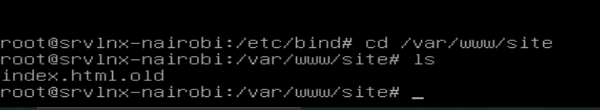 root@srvlnx-nairobi:/etc/bind# cd /var/www/site
root@srvlnx-nairobi:/var/www/site# ls
index.html.old
root@srvlnx-nairobi:/var/www/site# _